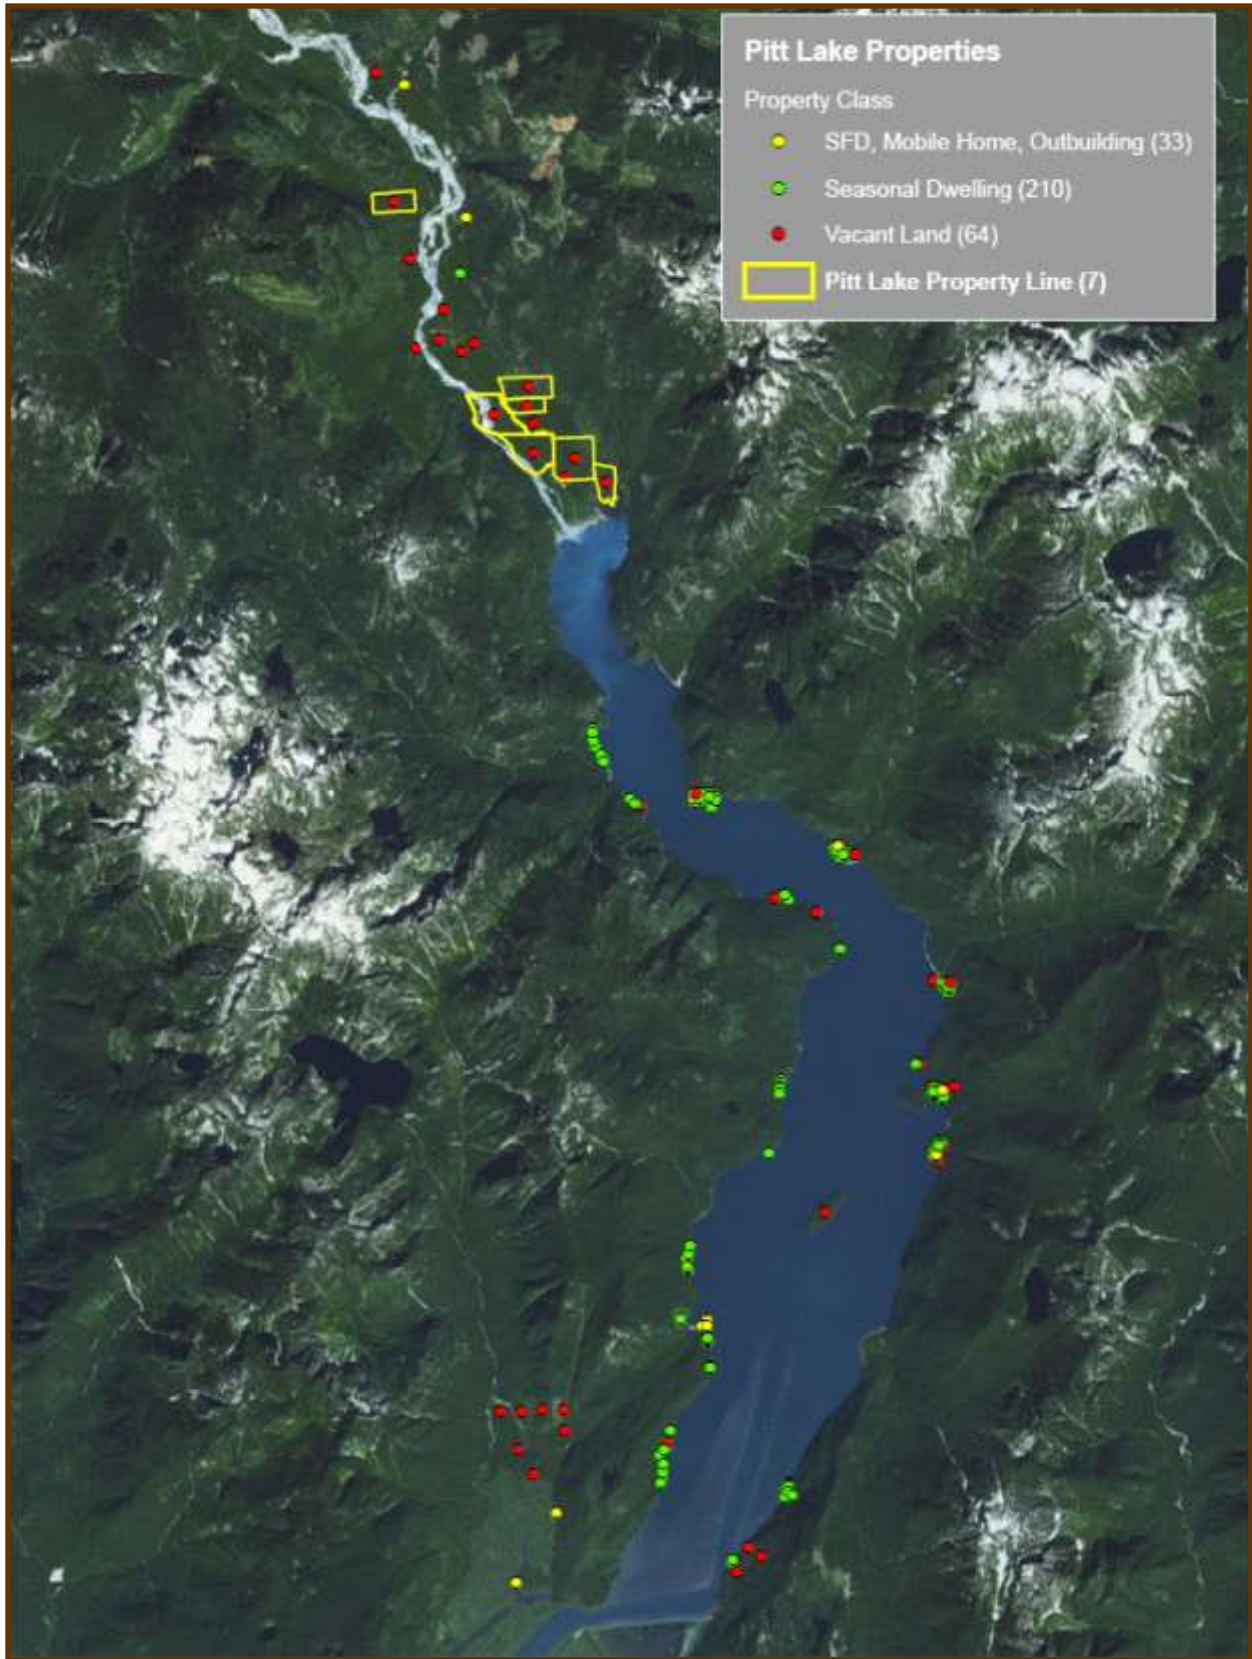 Pitt Lake Properties
Property Class
SFD, Mobile Home, Outbuilding (33)
Seasonal Dwelling (210)
Vacant Land (64)
Pitt Lake Property Line (7)